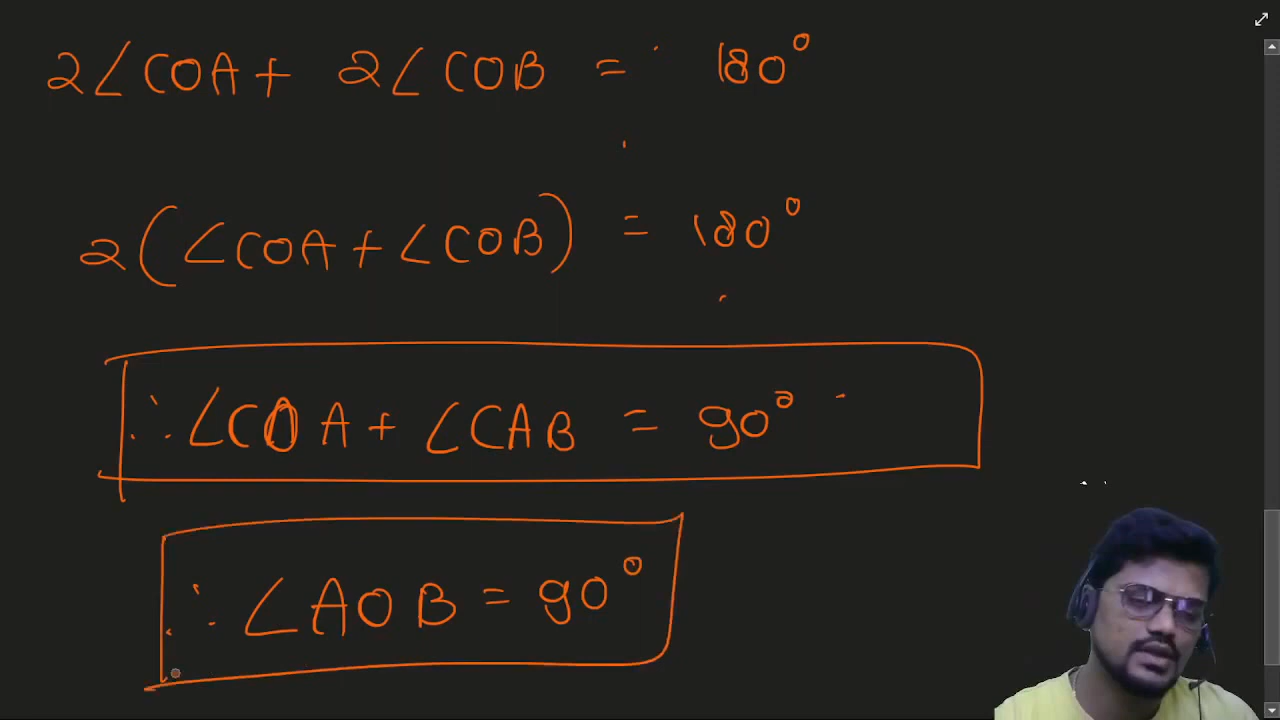 2∠COA + 2∠COB = 180°
2(∠COA + ∠COB) = 180°
∴ ∠COA + ∠CAB = 90°
∴ ∠AOB = 90°